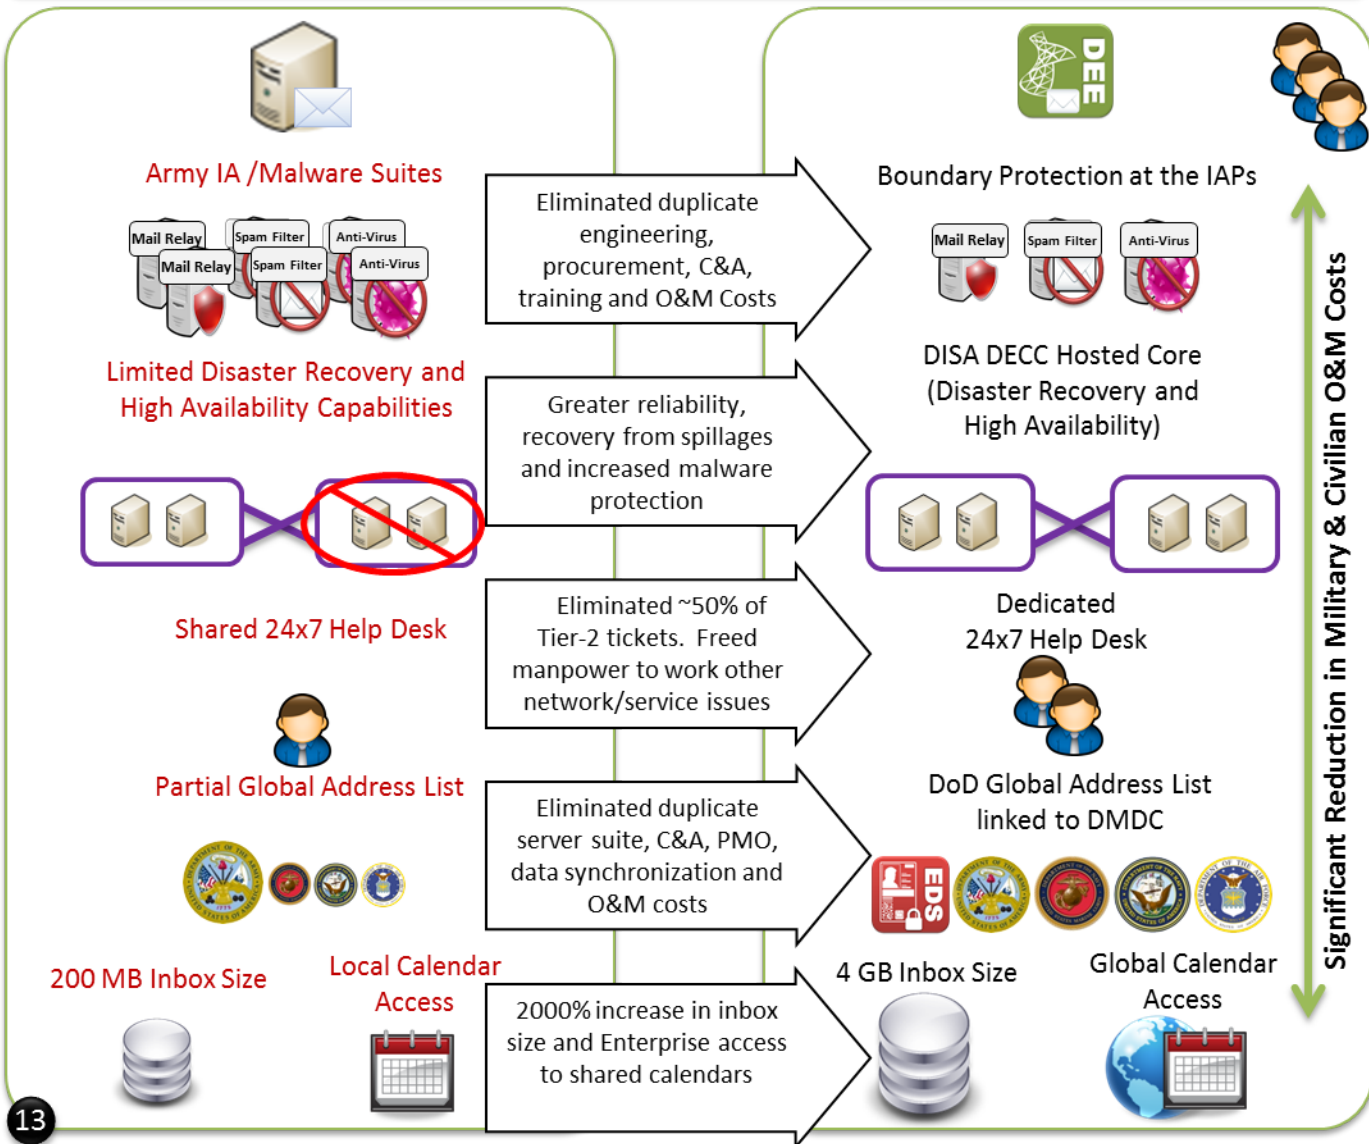 DEE
Army IA /Malware Suites
Mail Relay
Spam Filter
Anti-Virus
Mail Relay
Spam Filter
Anti-Virus
Eliminated duplicate
engineering,
procurement, C&A,
training and O&M Costs
Boundary Protection at the IAPs
Mail Relay
Spam Filter
Anti-Virus
Limited Disaster Recovery and
High Availability Capabilities
Greater reliability,
recovery from spillages
and increased malware
protection
DISA DECC Hosted Core
(Disaster Recovery and
High Availability)
Shared 24x7 Help Desk
Eliminated ~50% of
Tier-2 tickets.  Freed
manpower to work other
network/service issues
Dedicated
24x7 Help Desk
Partial Global Address List
Eliminated duplicate
server suite, C&A, PMO,
data synchronization and
O&M costs
DoD Global Address List
linked to DMDC
EDS
200 MB Inbox Size
Local Calendar
Access
2000% increase in inbox
size and Enterprise access
to shared calendars
4 GB Inbox Size
Global Calendar
Access
Significant Reduction in Military & Civilian O&M Costs
13